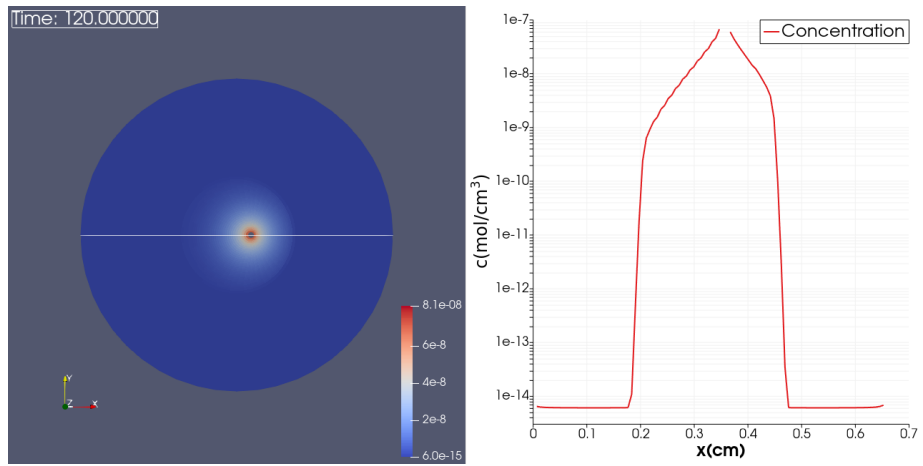 Time: 120.000000
8.1e-08
6e-8
4e-8
2e-8
6.0e-15
Y
Z
X
Concentration
1e-7
1e-8
1e-9
1e-10
1e-11
1e-12
1e-13
1e-14
c(mol/cm³)
0 0.1 0.2 0.3 0.4 0.5 0.6 0.7
x(cm)